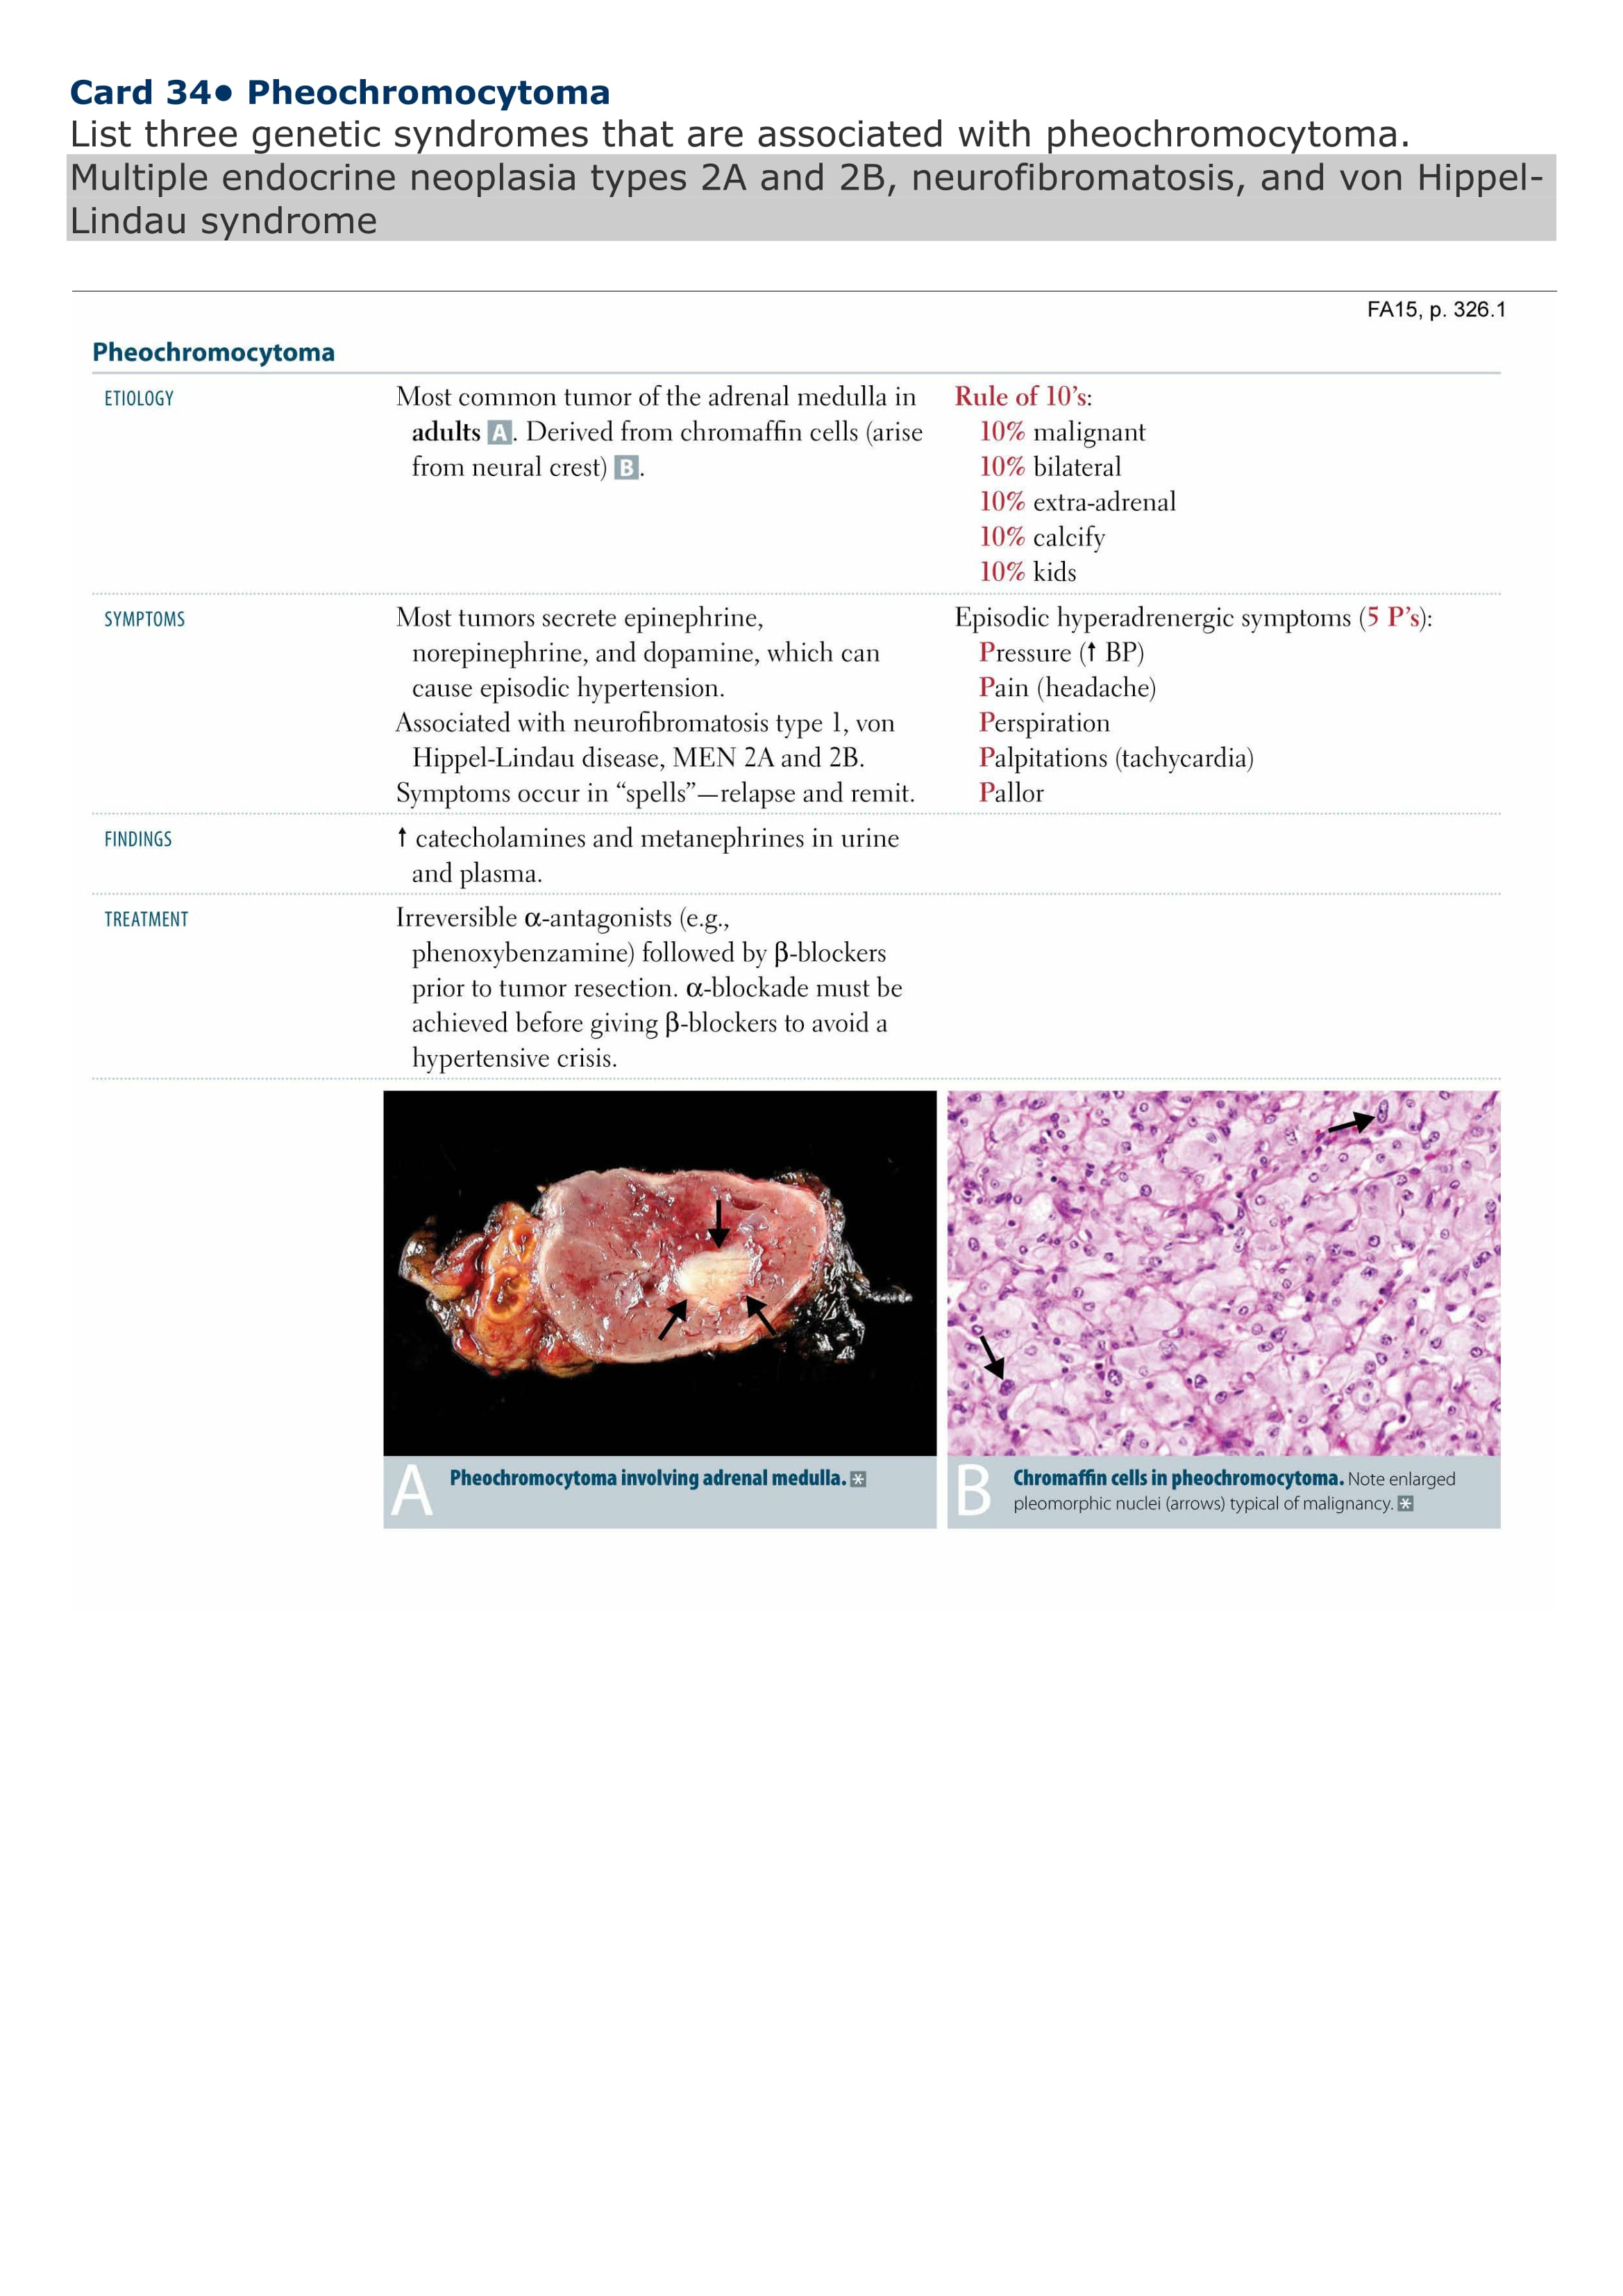 Card 34● Pheochromocytoma
List three genetic syndromes that are associated with pheochromocytoma.
Multiple endocrine neoplasia types 2A and 2B, neurofibromatosis, and von Hippel-
Lindau syndrome
FA15, p. 326.1
Pheochromocytoma
ETIOLOGY
Most common tumor of the adrenal medulla in
adults A. Derived from chromaffin cells (arise
from neural crest) B.
Rule of 10's:
10% malignant
10% bilateral
10% extra-adrenal
10% calcify
10% kids
SYMPTOMS
Most tumors secrete epinephrine,
norepinephrine, and dopamine, which can
cause episodic hypertension.
Associated with neurofibromatosis type 1, von
Hippel-Lindau disease, MEN 2A and 2B.
Symptoms occur in “spells”—relapse and remit.
Episodic hyperadrenergic symptoms (5 P's):
Pressure (↑ BP)
Pain (headache)
Perspiration
Palpitations (tachycardia)
Pallor
FINDINGS
↑ catecholamines and metanephrines in urine
and plasma.
TREATMENT
Irreversible α-antagonists (e.g.,
phenoxybenzamine) followed by β-blockers
prior to tumor resection. α-blockade must be
achieved before giving β-blockers to avoid a
hypertensive crisis.
A Pheochromocytoma involving adrenal medulla. *
B Chromaffin cells in pheochromocytoma. Note enlarged
pleomorphic nuclei (arrows) typical of malignancy. *